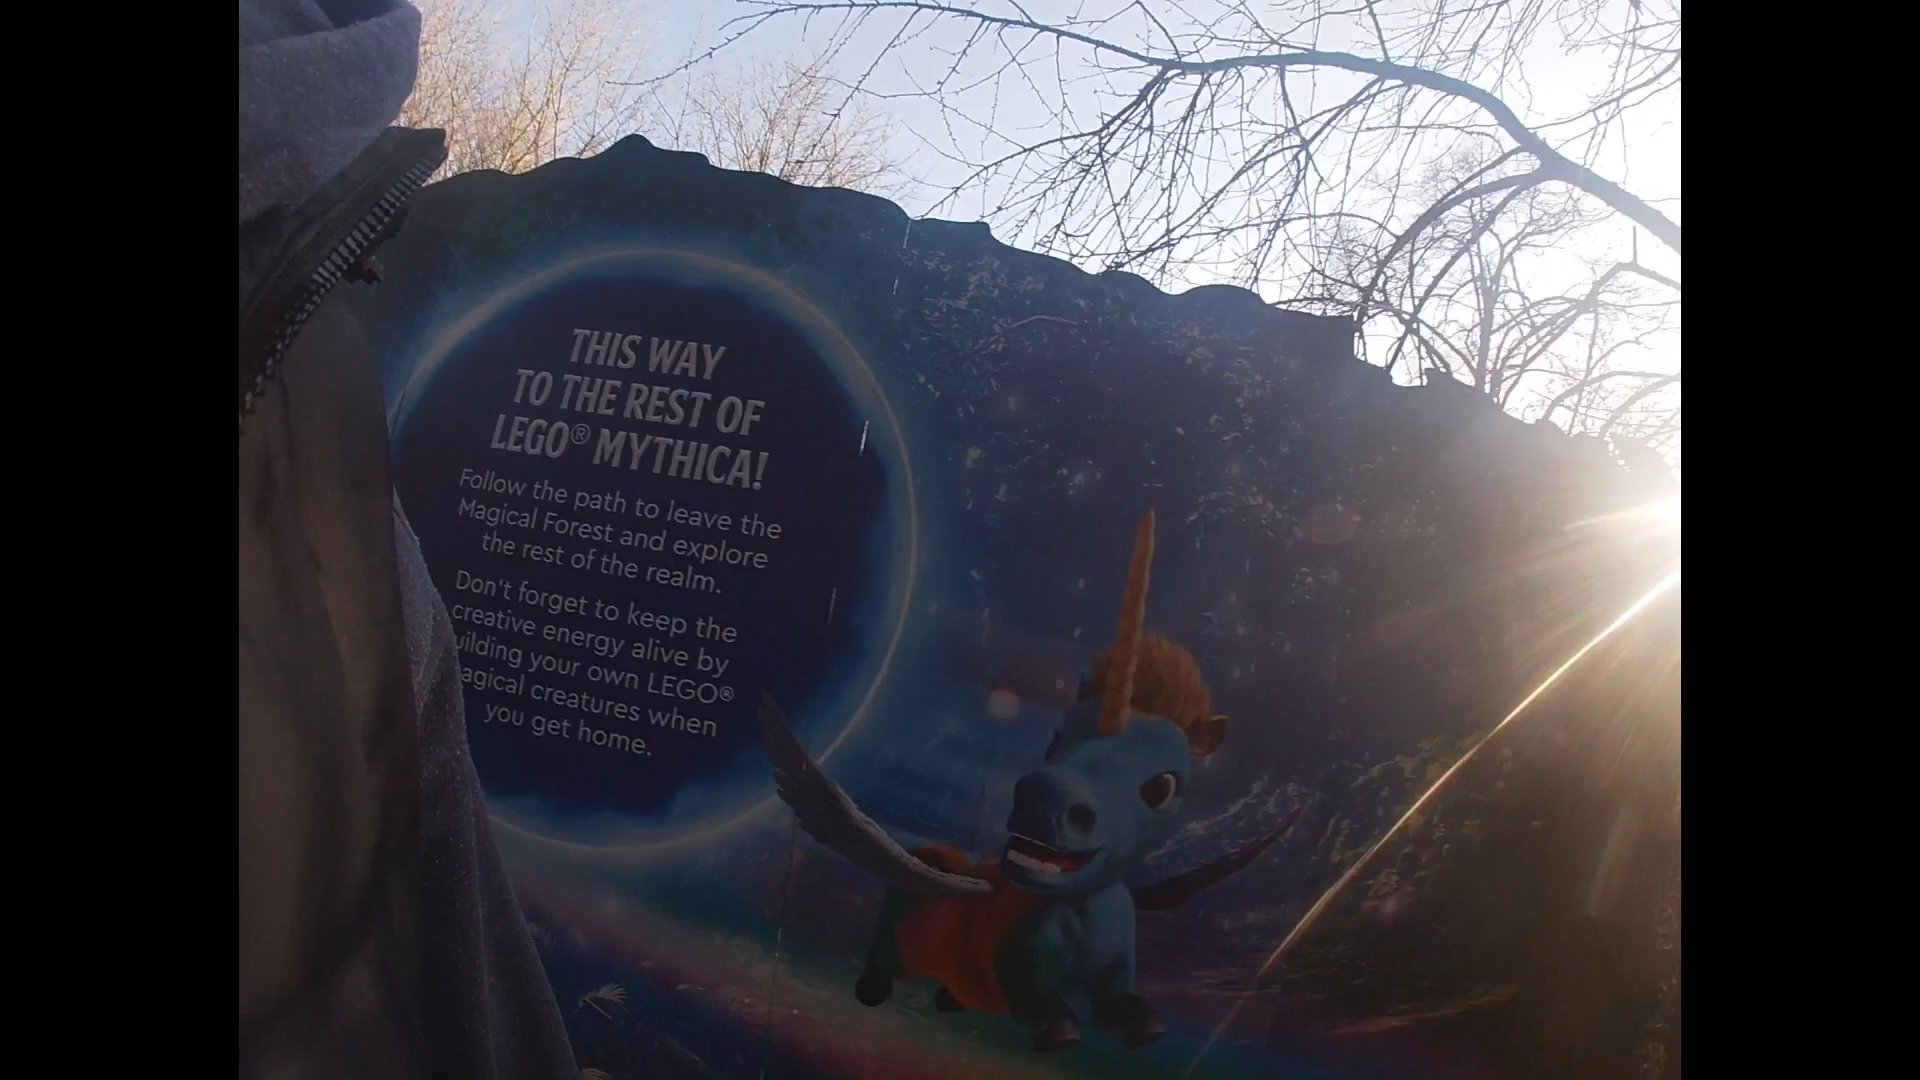 THIS WAY
TO THE REST OF
LEGO® MYTHICA!
Follow the path to leave the
Magical Forest and explore
the rest of the realm.
Don't forget to keep the
creative energy alive by
uilding your own LEGO®
agical creatures when
you get home.